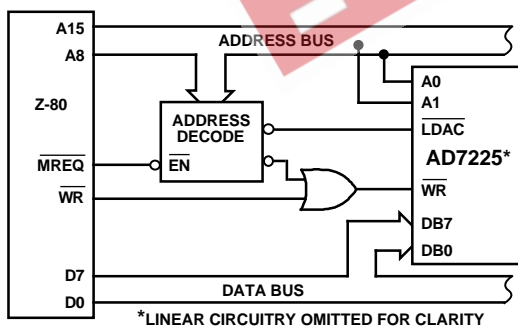 A15
ADDRESS BUS
A8
A0
Z-80
A1
ADDRESS
DECODE
LDAC
AD7225*
MREQ
EN
WR
WR
DB7
DB0
D7
DATA BUS
D0
*LINEAR CIRCUITRY OMITTED FOR CLARITY